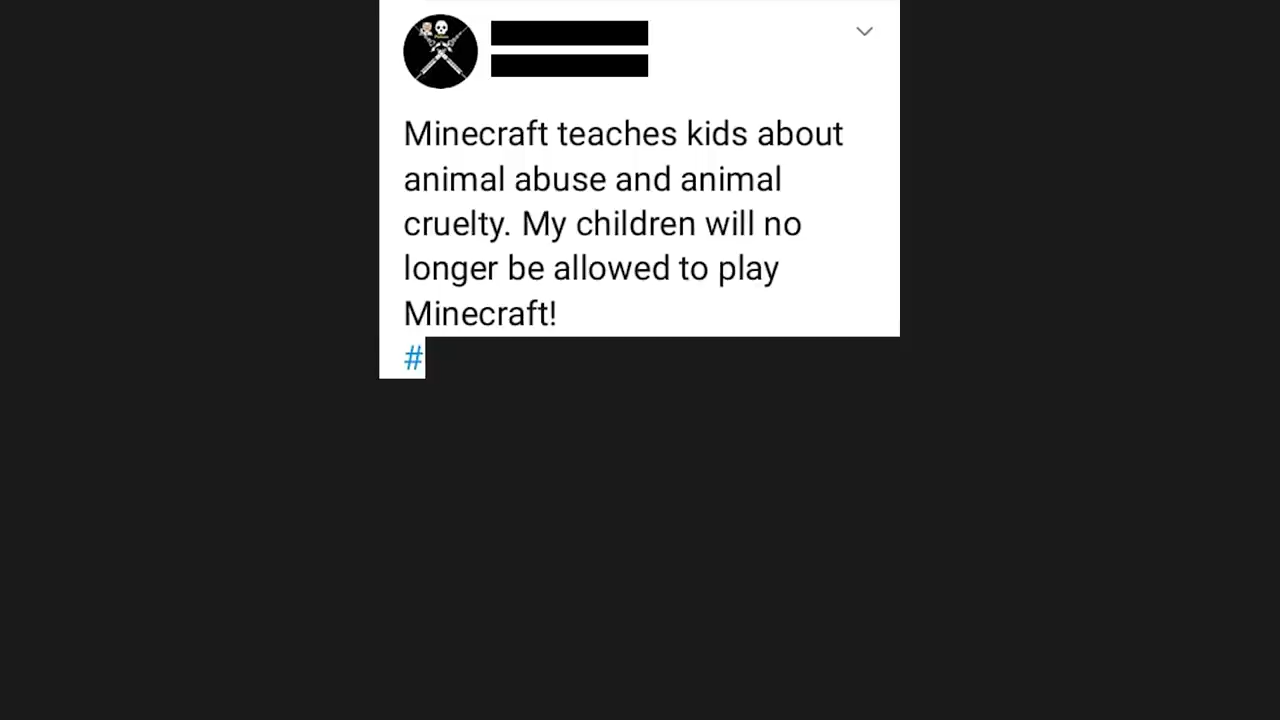 Minecraft teaches kids about
animal abuse and animal
cruelty. My children will no
longer be allowed to play
Minecraft!
#